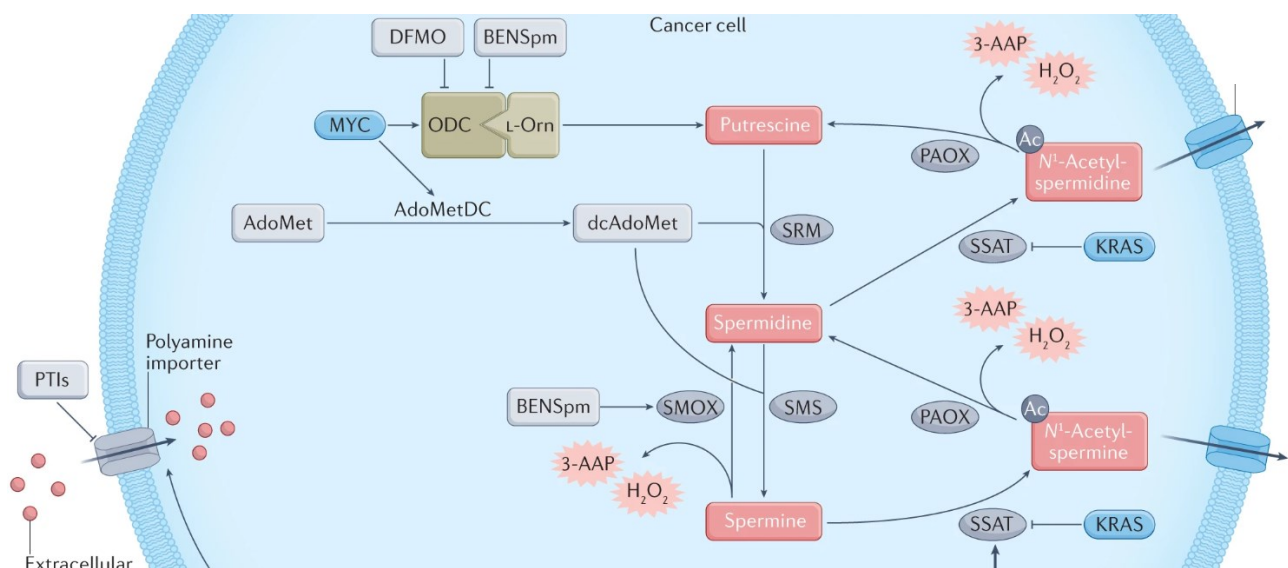 Cancer cell
DFMO
BENSpm
3-AAP
H₂O₂
MYC
ODC
L-Orn
Putrescine
PAOX
Ac
N¹-Acetyl-
spermidine
AdoMet
AdoMetDC
dcAdoMet
SRM
SSAT
KRAS
Spermidine
3-AAP
H₂O₂
Polyamine
importer
PTIs
BENSpm
SMOX
SMS
PAOX
Ac
N¹-Acetyl-
spermine
3-AAP
H₂O₂
Spermine
SSAT
KRAS
Extracellular